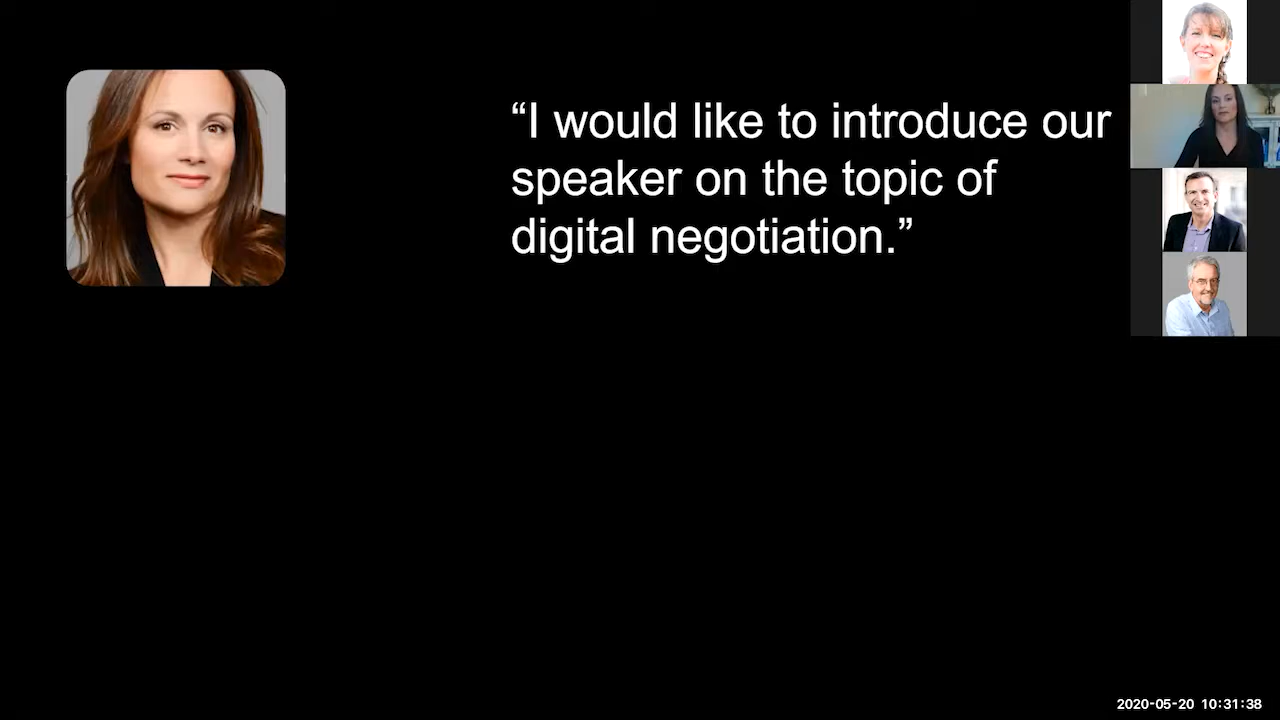 “I would like to introduce our
speaker on the topic of
digital negotiation.”
2020-05-20 10:31:38